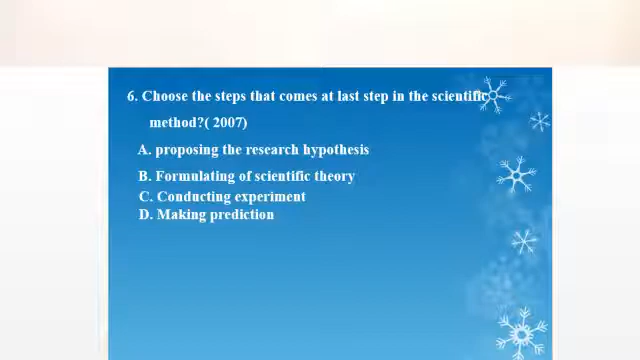 6. Choose the steps that comes at last step in the scientific
method?( 2007)
A. proposing the research hypothesis
B. Formulating of scientific theory
C. Conducting experiment
D. Making prediction